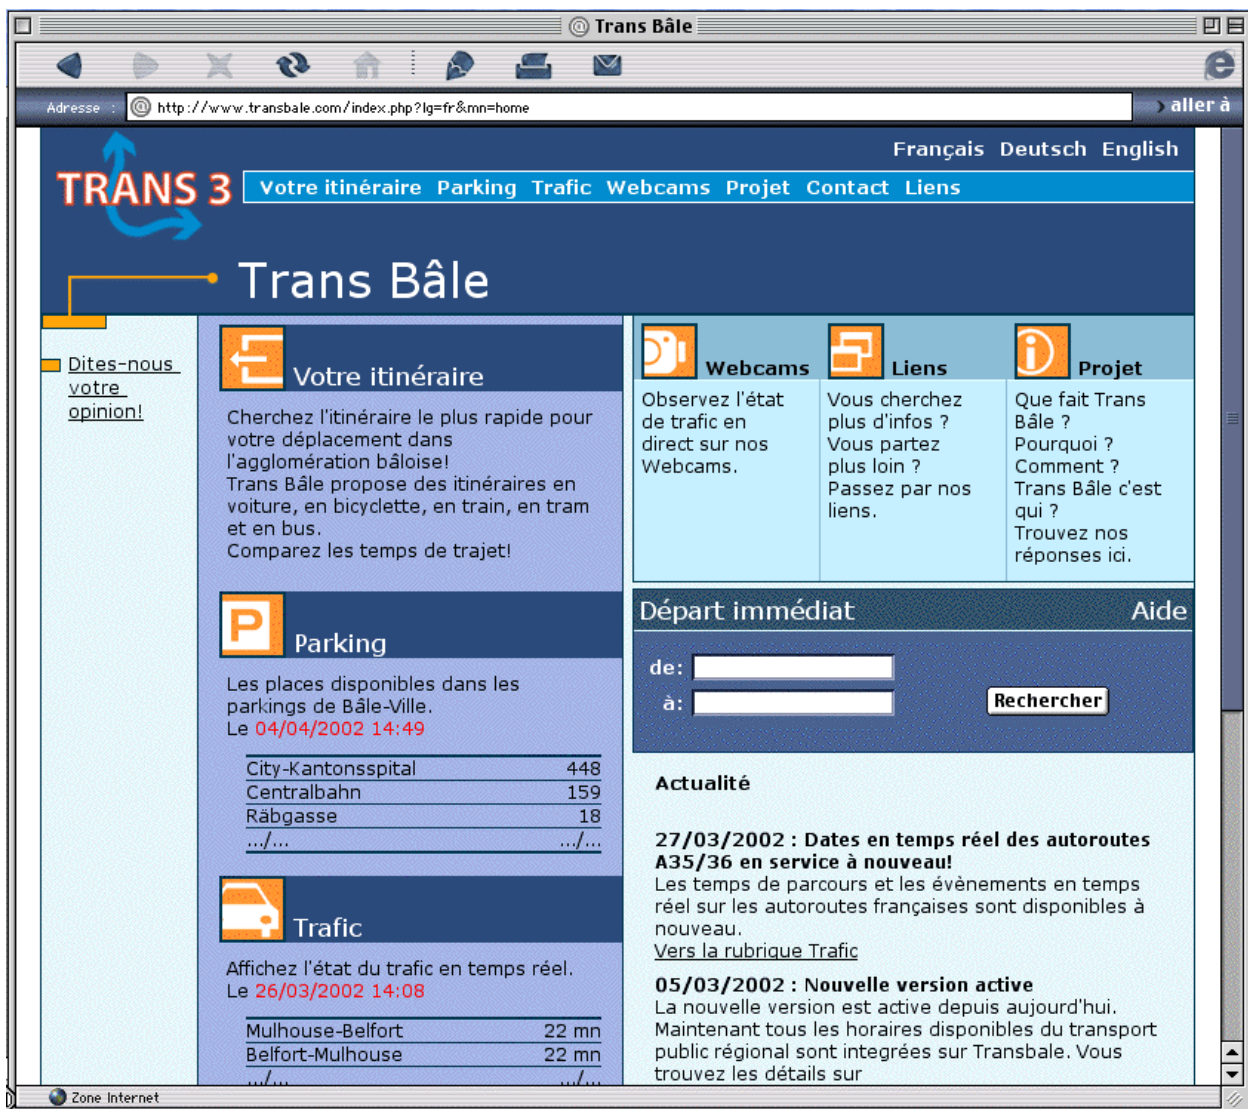 @ Trans Bâle
Adresse : @ http://www.transbale.com/index.php?lg=fr&mn=home › aller à
Français Deutsch English
TRANS 3
Votre itinéraire Parking Trafic Webcams Projet Contact Liens
Trans Bâle
Dites-nous
votre
opinion!
Votre itinéraire
Cherchez l'itinéraire le plus rapide pour
votre déplacement dans
l'agglomération bâloise!
Trans Bâle propose des itinéraires en
voiture, en bicyclette, en train, en tram
et en bus.
Comparez les temps de trajet!
P
Parking
Les places disponibles dans les
parkings de Bâle-Ville.
Le 04/04/2002 14:49
City-Kantonsspital 448
Centralbahn 159
Räbgasse 18
.../... .../...
Trafic
Affichez l'état du trafic en temps réel.
Le 26/03/2002 14:08
Mulhouse-Belfort 22 mn
Belfort-Mulhouse 22 mn
.../... .../...
Webcams
Observez l'état
de trafic en
direct sur nos
Webcams.
Liens
Vous cherchez
plus d'infos ?
Vous partez
plus loin ?
Passez par nos
liens.
Projet
Que fait Trans
Bâle ?
Pourquoi ?
Comment ?
Trans Bâle c'est
qui ?
Trouvez nos
réponses ici.
Départ immédiat Aide
de:
à:
Rechercher
Actualité
27/03/2002 : Dates en temps réel des autoroutes
A35/36 en service à nouveau!
Les temps de parcours et les évènements en temps
réel sur les autoroutes françaises sont disponibles à
nouveau.
Vers la rubrique Trafic
05/03/2002 : Nouvelle version active
La nouvelle version est active depuis aujourd'hui.
Maintenant tous les horaires disponibles du transport
public régional sont integrées sur Transbale. Vous
trouvez les détails sur
Zone Internet